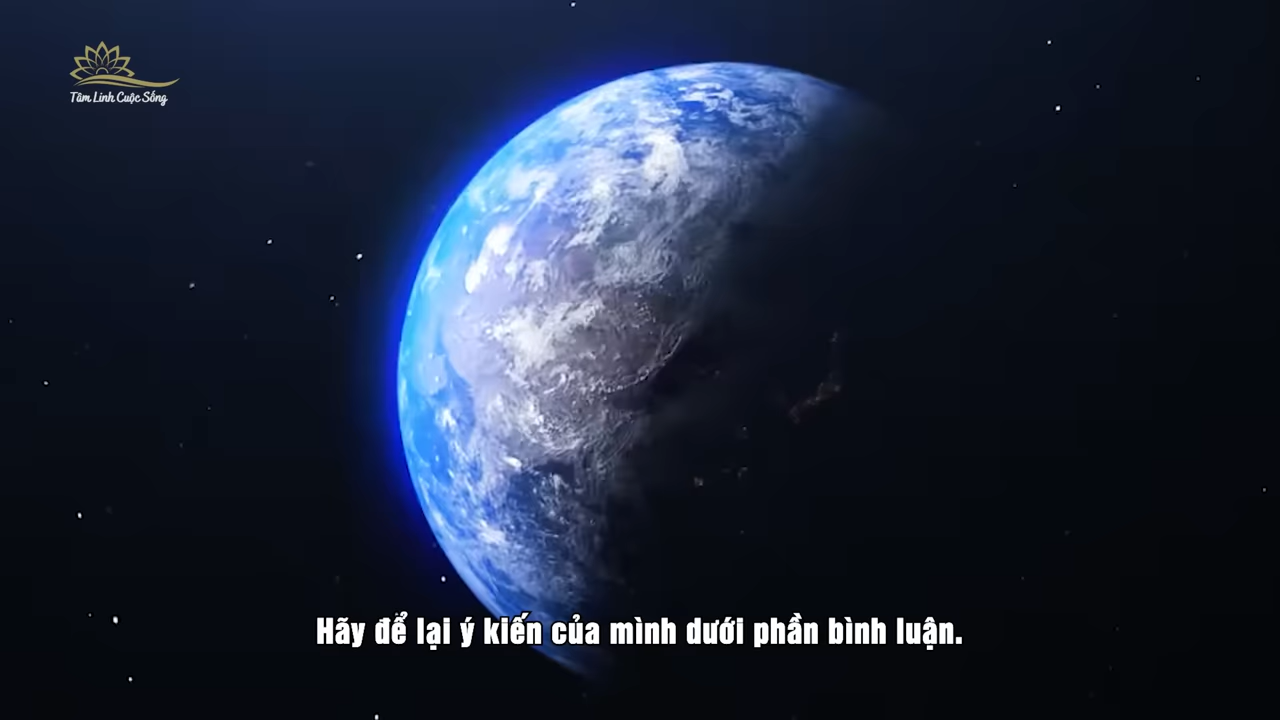 Tâm Linh Cuộc Sống
Hãy để lại ý kiến của mình dưới phần bình luận.